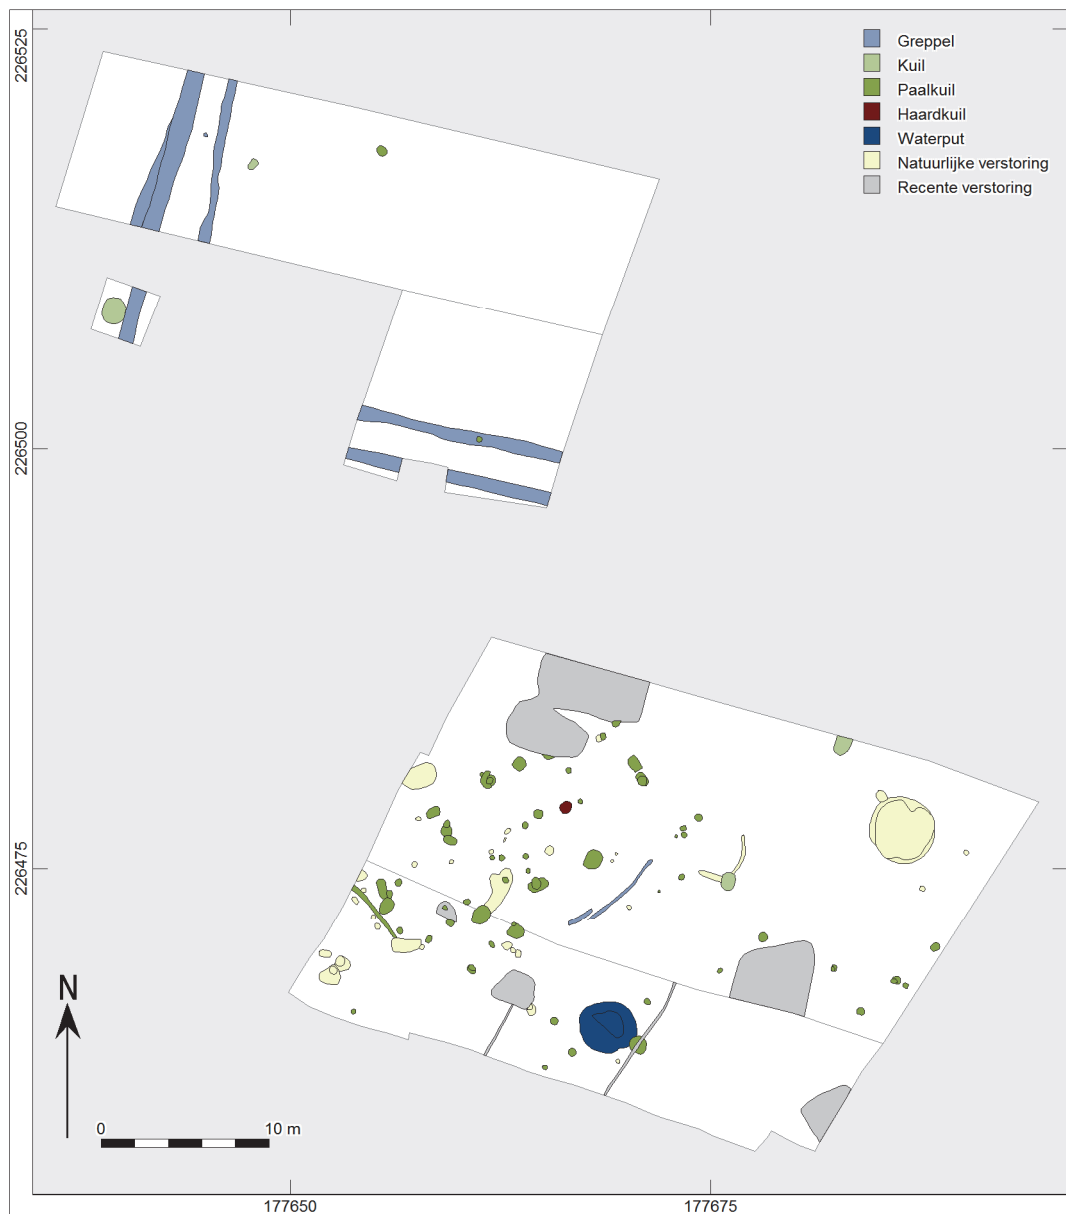 226525
Greppel
Kuil
Paalkuil
Haardkuil
Waterput
Natuurlijke verstoring
Recente verstoring
226500
226475
N
0 10 m
177650 177675